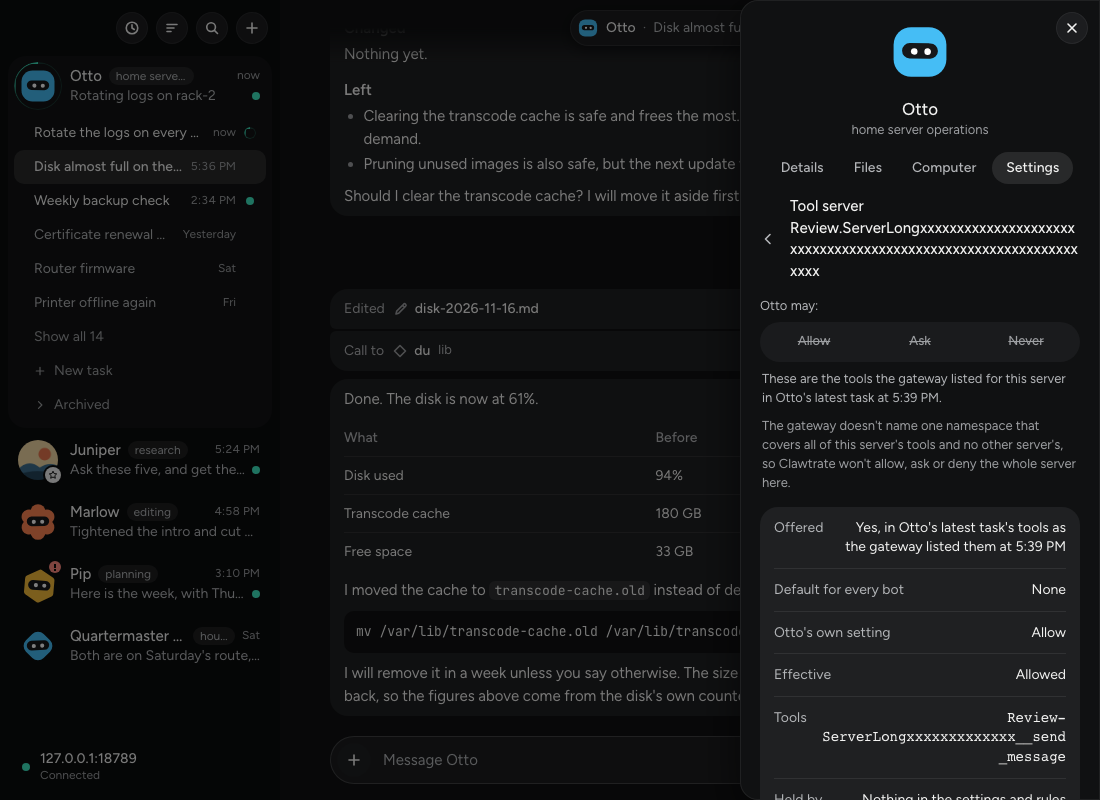 Otto
home serve...
now
Rotating logs on rack-2
Rotate the logs on every ...
now
Disk almost full on the...
5:36 PM
Weekly backup check
2:34 PM
Certificate renewal ...
Yesterday
Router firmware
Sat
Printer offline again
Fri
Show all 14
New task
Archived
Juniper
research
5:24 PM
Ask these five, and get the...
Marlow
editing
4:58 PM
Tightened the intro and cut ...
Pip
planning
3:10 PM
Here is the week, with Thu...
Quartermaster ...
hou...
Sat
Both are on Saturday's route,...
127.0.0.1:18789
Connected
Otto · Disk almost fu
Changed
Nothing yet.
Left
Clearing the transcode cache is safe and frees the most.
demand.
Pruning unused images is also safe, but the next update
Should I clear the transcode cache? I will move it aside first
Edited disk-2026-11-16.md
Call to du lib
Done. The disk is now at 61%.
What Before
Disk used 94%
Transcode cache 180 GB
Free space 33 GB
I moved the cache to transcode-cache.old instead of de
mv /var/lib/transcode-cache.old /var/lib/transcod
I will remove it in a week unless you say otherwise. The size
back, so the figures above come from the disk's own count
Message Otto
Otto
home server operations
Details Files Computer Settings
Tool server
Review.ServerLongxxxxxxxxxxxxxxxxxxxxxx
xxxxxxxxxxxxxxxxxxxxxxxxxxxxxxxxxxxxxxxx
xxxx
Otto may:
Allow Ask Never
These are the tools the gateway listed for this server
in Otto's latest task at 5:39 PM.
The gateway doesn't name one namespace that
covers all of this server's tools and no other server's,
so Clawtrate won't allow, ask or deny the whole server
here.
Offered Yes, in Otto's latest task's tools as
the gateway listed them at 5:39 PM
Default for every bot None
Otto's own setting Allow
Effective Allowed
Tools Review-
ServerLongxxxxxxxxxxxxx__send
_message
Held by Nothing in the settings and rules